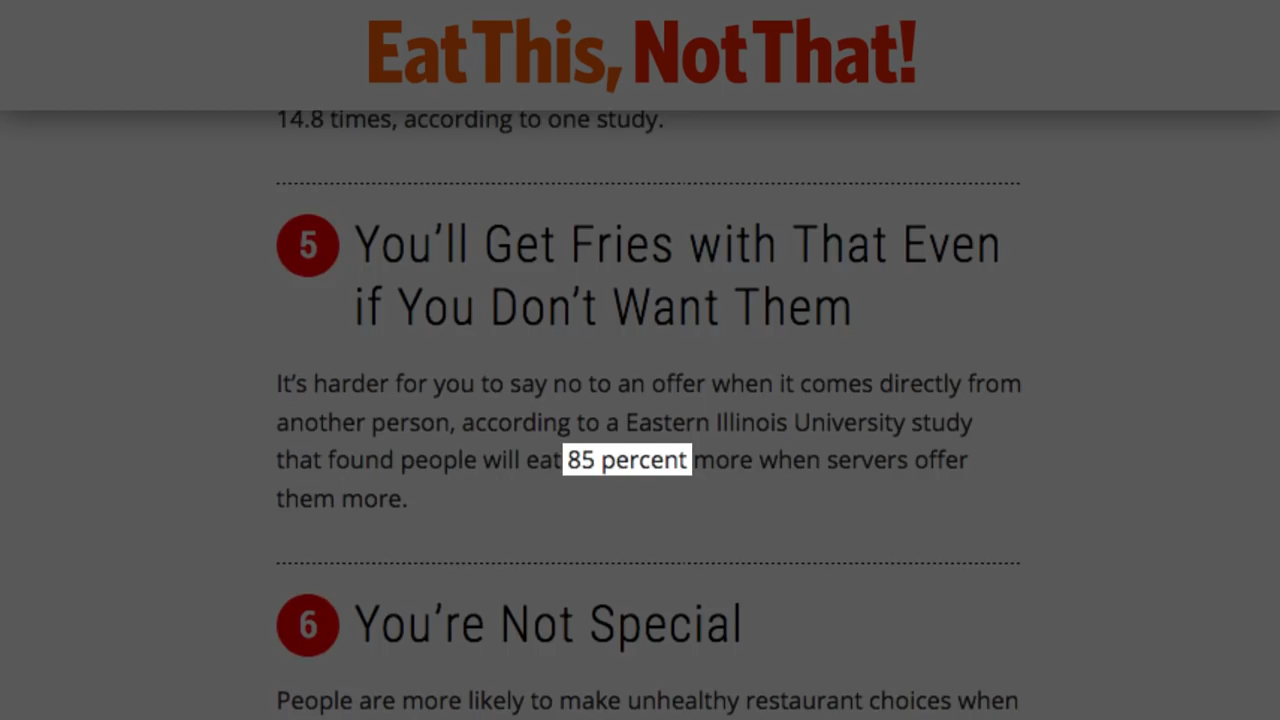 Eat This, Not That!
14.8 times, according to one study.
5 You’ll Get Fries with That Even
if You Don’t Want Them
It’s harder for you to say no to an offer when it comes directly from
another person, according to a Eastern Illinois University study
that found people will eat 85 percent more when servers offer
them more.
6 You’re Not Special
People are more likely to make unhealthy restaurant choices when